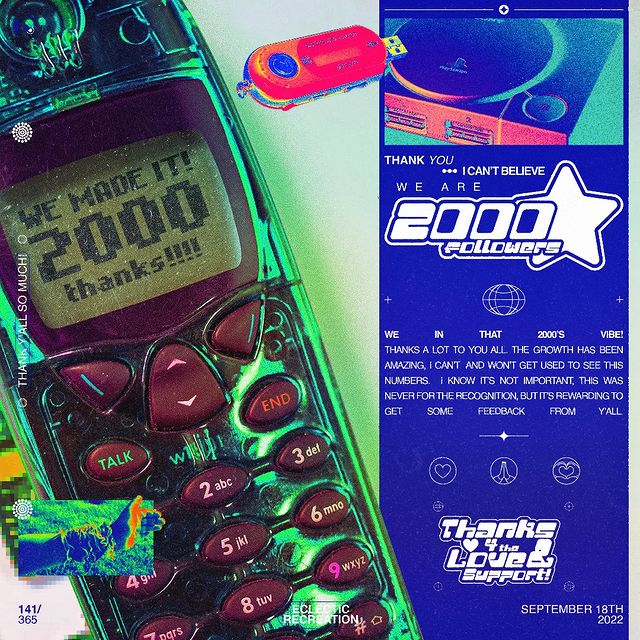 WE MADE IT!
2000
thanks!!!!
THANK Y'ALL SO MUCH!
TALK
END
2 abc
3 def
5 jkl
6 mno
9 wxyz
8 tuv
7 pqrs
#
141/
365
ECLECTIC
RECREATION
PlayStation
THANK YOU
••• I CAN'T BELIEVE
WE ARE
2000
followers
WE IN THAT 2000'S VIBE!
THANKS A LOT TO YOU ALL. THE GROWTH HAS BEEN
AMAZING, I CAN'T AND WON'T GET USED TO SEE THIS
NUMBERS. I KNOW IT'S NOT IMPORTANT, THIS WAS
NEVER FOR THE RECOGNITION, BUT IT'S REWARDING TO
GET SOME FEEDBACK FROM Y'ALL.
Thanks
4 the
Love&
Support!
SEPTEMBER 18TH
2022